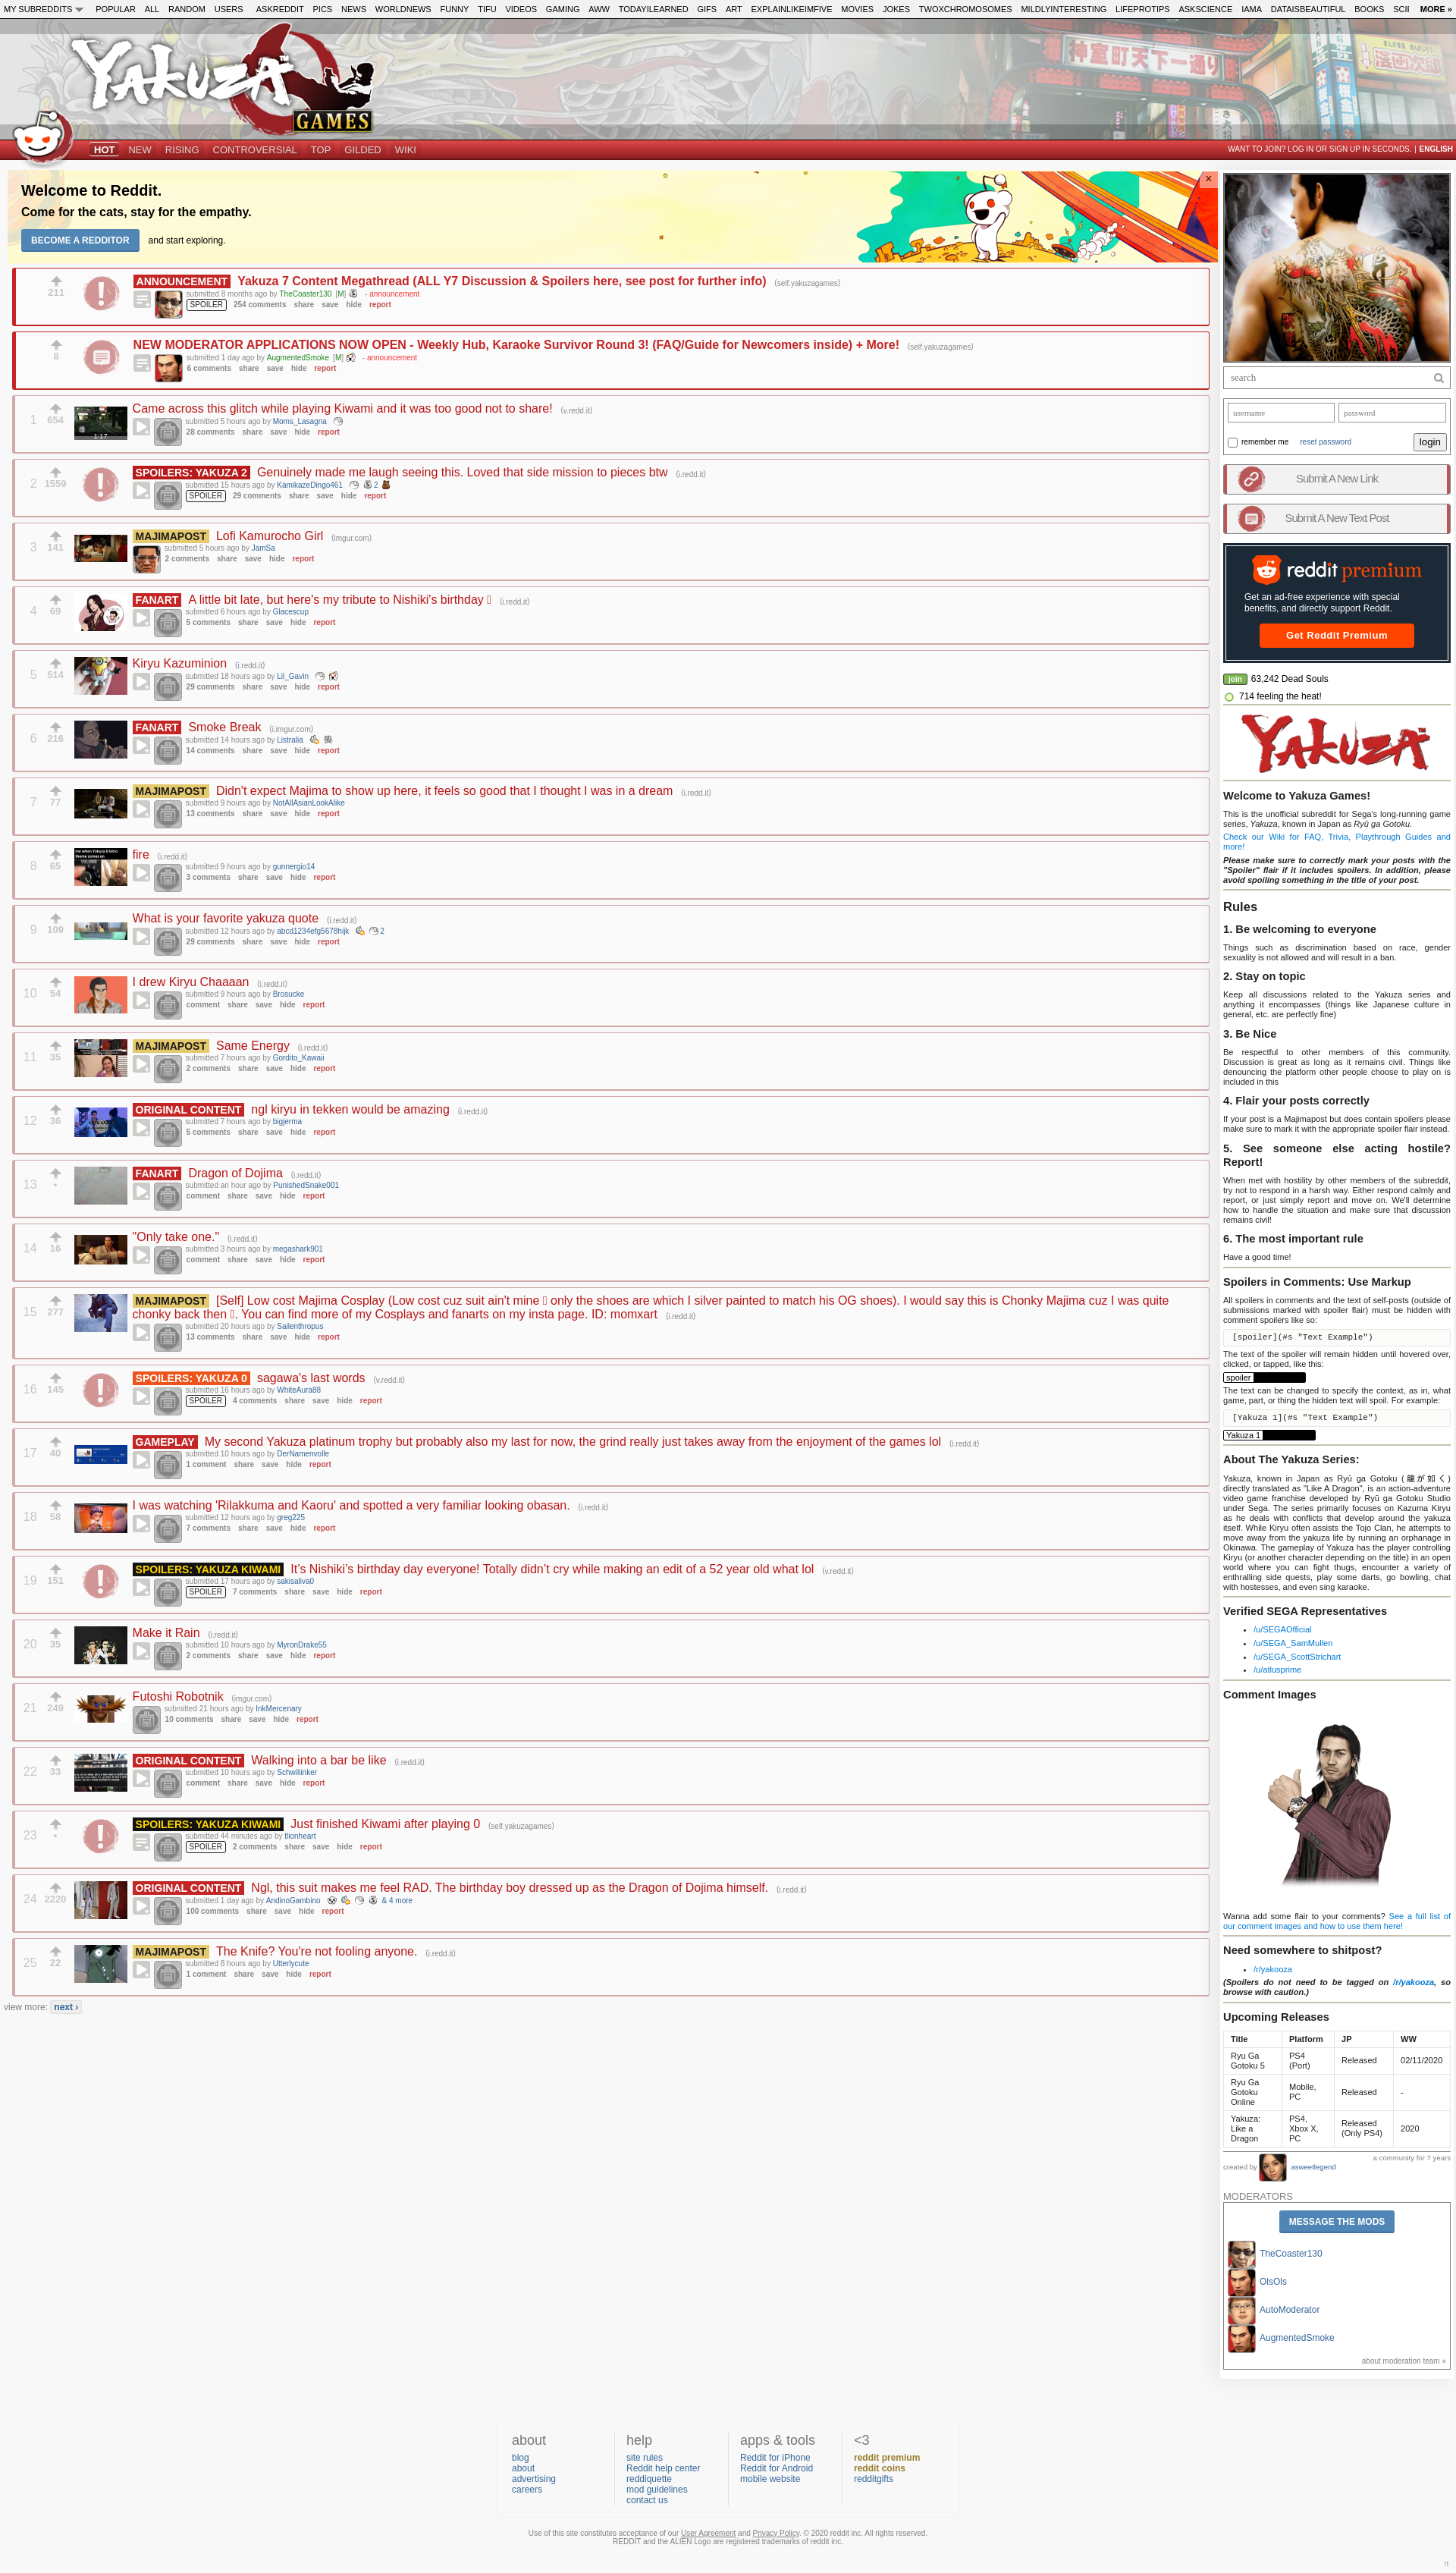 MY SUBREDDITS POPULAR ALL RANDOM USERS ASKREDDIT PICS NEWS WORLDNEWS FUNNY TIFU VIDEOS GAMING AWW TODAYILEARNED GIFS ART EXPLAINLIKEIMFIVE MOVIES JOKES TWOXCHROMOSOMES MILDLYINTERESTING LIFEPROTIPS ASKSCIENCE IAMA DATAISBEAUTIFUL BOOKS MORE »
YAKUZA GAMES
神室町天下一通り
HOT NEW RISING CONTROVERSIAL TOP GILDED WIKI
WANT TO JOIN? LOG IN OR SIGN UP IN SECONDS. | ENGLISH
Welcome to Reddit.
Come for the cats, stay for the empathy.
BECOME A REDDITOR and start exploring.
211
ANNOUNCEMENT Yakuza 7 Content Megathread (ALL Y7 Discussion & Spoilers here, see post for further info) (self.yakuzagames)
submitted 8 months ago by TheCoaster130 [M] - announcement
SPOILER 254 comments share save hide report
8
NEW MODERATOR APPLICATIONS NOW OPEN - Weekly Hub, Karaoke Survivor Round 3! (FAQ/Guide for Newcomers inside) + More! (self.yakuzagames)
submitted 1 day ago by AugmentedSmoke [M] - announcement
6 comments share save hide report
1 654
Came across this glitch while playing Kiwami and it was too good not to share! (v.redd.it)
1:17
submitted 5 hours ago by Moms_Lasagna
28 comments share save hide report
2 1559
SPOILERS: YAKUZA 2 Genuinely made me laugh seeing this. Loved that side mission to pieces btw (i.redd.it)
submitted 15 hours ago by KamikazeDingo461 2
SPOILER 29 comments share save hide report
3 141
MAJIMAPOST Lofi Kamurocho Girl (imgur.com)
submitted 5 hours ago by JamSa
2 comments share save hide report
4 69
FANART A little bit late, but here's my tribute to Nishiki's birthday (i.redd.it)
submitted 6 hours ago by Glacescup
5 comments share save hide report
5 514
Kiryu Kazuminion (i.redd.it)
submitted 18 hours ago by Lil_Gavin
29 comments share save hide report
6 216
FANART Smoke Break (i.imgur.com)
submitted 14 hours ago by Listralia
14 comments share save hide report
7 77
MAJIMAPOST Didn't expect Majima to show up here, it feels so good that I thought I was in a dream (i.redd.it)
submitted 9 hours ago by NotAllAsianLookAlike
13 comments share save hide report
8 65
fire (i.redd.it)
submitted 9 hours ago by gunnergio14
3 comments share save hide report
9 109
What is your favorite yakuza quote (i.redd.it)
submitted 12 hours ago by abcd1234efg5678hijk 2
29 comments share save hide report
10 54
I drew Kiryu Chaaaan (i.redd.it)
submitted 9 hours ago by Brosucke
comment share save hide report
11 35
MAJIMAPOST Same Energy (i.redd.it)
submitted 7 hours ago by Gordito_Kawaii
2 comments share save hide report
12 36
ORIGINAL CONTENT ngl kiryu in tekken would be amazing (i.redd.it)
submitted 7 hours ago by bigjerma
5 comments share save hide report
13 •
FANART Dragon of Dojima (i.redd.it)
submitted an hour ago by PunishedSnake001
comment share save hide report
14 16
"Only take one." (i.redd.it)
submitted 3 hours ago by megashark901
comment share save hide report
15 277
MAJIMAPOST [Self] Low cost Majima Cosplay (Low cost cuz suit ain't mine only the shoes are which I silver painted to match his OG shoes). I would say this is Chonky Majima cuz I was quite
chonky back then . You can find more of my Cosplays and fanarts on my insta page. ID: momxart (i.redd.it)
submitted 20 hours ago by Sailenthropus
13 comments share save hide report
16 145
SPOILERS: YAKUZA 0 sagawa's last words (v.redd.it)
submitted 16 hours ago by WhiteAura88
SPOILER 4 comments share save hide report
17 40
GAMEPLAY My second Yakuza platinum trophy but probably also my last for now, the grind really just takes away from the enjoyment of the games lol (i.redd.it)
submitted 10 hours ago by DerNamenvolle
1 comment share save hide report
18 58
I was watching 'Rilakkuma and Kaoru' and spotted a very familiar looking obasan. (i.redd.it)
submitted 12 hours ago by greg225
7 comments share save hide report
19 151
SPOILERS: YAKUZA KIWAMI It's Nishiki's birthday day everyone! Totally didn't cry while making an edit of a 52 year old what lol (v.redd.it)
submitted 17 hours ago by sakisaliva0
SPOILER 7 comments share save hide report
20 35
Make it Rain (i.redd.it)
submitted 10 hours ago by MyronDrake55
2 comments share save hide report
21 249
Futoshi Robotnik (imgur.com)
submitted 21 hours ago by InkMercenary
10 comments share save hide report
22 33
ORIGINAL CONTENT Walking into a bar be like (i.redd.it)
submitted 10 hours ago by Schwiliinker
comment share save hide report
23 •
SPOILERS: YAKUZA KIWAMI Just finished Kiwami after playing 0 (self.yakuzagames)
submitted 44 minutes ago by tlionheart
SPOILER 2 comments share save hide report
24 2220
ORIGINAL CONTENT Ngl, this suit makes me feel RAD. The birthday boy dressed up as the Dragon of Dojima himself. (i.redd.it)
submitted 1 day ago by AndinoGambino & 4 more
100 comments share save hide report
25 22
MAJIMAPOST The Knife? You're not fooling anyone. (i.redd.it)
submitted 8 hours ago by Utterlycute
1 comment share save hide report
view more: next ›
search
username password
remember me reset password login
Submit A New Link
Submit A New Text Post
reddit premium
Get an ad-free experience with special
benefits, and directly support Reddit.
Get Reddit Premium
join 63,242 Dead Souls
714 feeling the heat!
YAKUZA
Welcome to Yakuza Games!
This is the unofficial subreddit for Sega's long-running game
series, Yakuza, known in Japan as Ryū ga Gotoku.
Check our Wiki for FAQ, Trivia, Playthrough Guides and
more!
Please make sure to correctly mark your posts with the
"Spoiler" flair if it includes spoilers. In addition, please
avoid spoiling something in the title of your post.
Rules
1. Be welcoming to everyone
Things such as discrimination based on race, gender
sexuality is not allowed and will result in a ban.
2. Stay on topic
Keep all discussions related to the Yakuza series and
anything it encompasses (things like Japanese culture in
general, etc. are perfectly fine)
3. Be Nice
Be respectful to other members of this community.
Discussion is great as long as it remains civil. Things like
denouncing the platform other people choose to play on is
included in this
4. Flair your posts correctly
If your post is a Majimapost but does contain spoilers please
make sure to mark it with the appropriate spoiler flair instead.
5. See someone else acting hostile?
Report!
When met with hostility by other members of the subreddit,
try not to respond in a harsh way. Either respond calmly and
report, or just simply report and move on. We'll determine
how to handle the situation and make sure that discussion
remains civil!
6. The most important rule
Have a good time!
Spoilers in Comments: Use Markup
All spoilers in comments and the text of self-posts (outside of
submissions marked with spoiler flair) must be hidden with
comment spoilers like so:
[spoiler](#s "Text Example")
The text of the spoiler will remain hidden until hovered over,
clicked, or tapped, like this:
spoiler
The text can be changed to specify the context, as in, what
game, part, or thing the hidden text will spoil. For example:
[Yakuza 1](#s "Text Example")
Yakuza 1
About The Yakuza Series:
Yakuza, known in Japan as Ryū ga Gotoku (龍が如く)
directly translated as "Like A Dragon", is an action-adventure
video game franchise developed by Ryū ga Gotoku Studio
under Sega. The series primarily focuses on Kazuma Kiryu
as he deals with conflicts that develop around the yakuza
itself. While Kiryu often assists the Tojo Clan, he attempts to
move away from the yakuza life by running an orphanage in
Okinawa. The gameplay of Yakuza has the player controlling
Kiryu (or another character depending on the title) in an open
world where you can fight thugs, encounter a variety of
enthralling side quests, play some darts, go bowling, chat
with hostesses, and even sing karaoke.
Verified SEGA Representatives
/u/SEGAOfficial
/u/SEGA_SamMullen
/u/SEGA_ScottStrichart
/u/atlusprime
Comment Images
Wanna add some flair to your comments? See a full list of
our comment images and how to use them here!
Need somewhere to shitpost?
/r/yakooza
(Spoilers do not need to be tagged on /r/yakooza, so
browse with caution.)
Upcoming Releases
Title Platform JP WW
Ryu Ga Gotoku 5 PS4 (Port) Released 02/11/2020
Ryu Ga Gotoku Online Mobile, PC Released -
Yakuza: Like a Dragon PS4, Xbox X, PC Released (Only PS4) 2020
created by asweetlegend a community for 7 years
MODERATORS
MESSAGE THE MODS
TheCoaster130
OlsOls
AutoModerator
AugmentedSmoke
about moderation team »
about
blog
about
advertising
careers
help
site rules
Reddit help center
reddiquette
mod guidelines
contact us
apps & tools
Reddit for iPhone
Reddit for Android
mobile website
<3
reddit premium
reddit coins
redditgifts
Use of this site constitutes acceptance of our User Agreement and Privacy Policy. © 2020 reddit inc. All rights reserved.
REDDIT and the ALIEN Logo are registered trademarks of reddit inc.
π